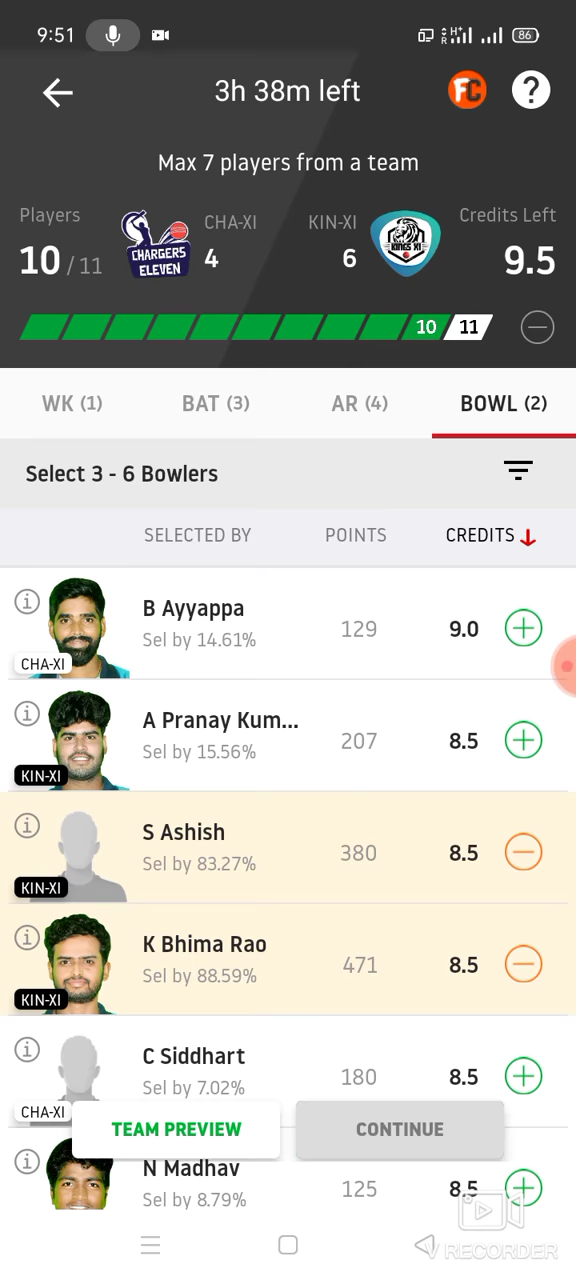 9:51
H+
R
86
3h 38m left
FC
?
Max 7 players from a team
Players
CHA-XI
KIN-XI
Credits Left
10 / 11
CHARGERS
ELEVEN
4
6
KINGS XI
9.5
10
11
WK (1)
BAT (3)
AR (4)
BOWL (2)
Select 3 - 6 Bowlers
SELECTED BY
POINTS
CREDITS
B Ayyappa
Sel by 14.61%
129
9.0
CHA-XI
A Pranay Kum...
Sel by 15.56%
207
8.5
KIN-XI
S Ashish
Sel by 83.27%
380
8.5
KIN-XI
K Bhima Rao
Sel by 88.59%
471
8.5
KIN-XI
C Siddhart
Sel by 7.02%
180
8.5
CHA-XI
TEAM PREVIEW
CONTINUE
N Madhav
Sel by 8.79%
125
8.5
V RECORDER